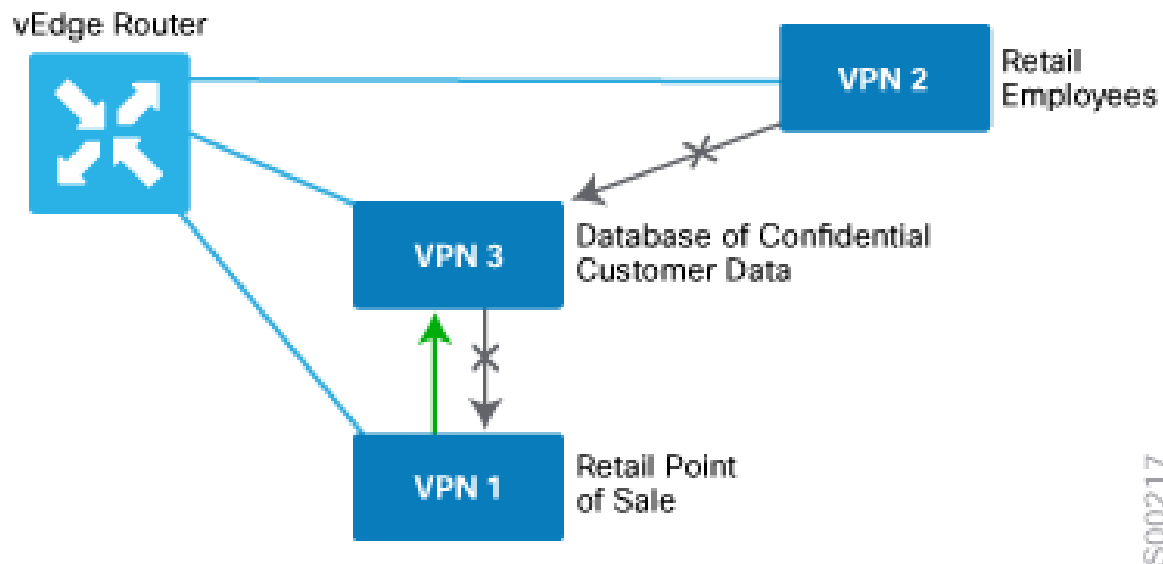 vEdge Router
VPN 2
Retail
Employees
VPN 3
Database of Confidential
Customer Data
VPN 1
Retail Point
of Sale
S00217